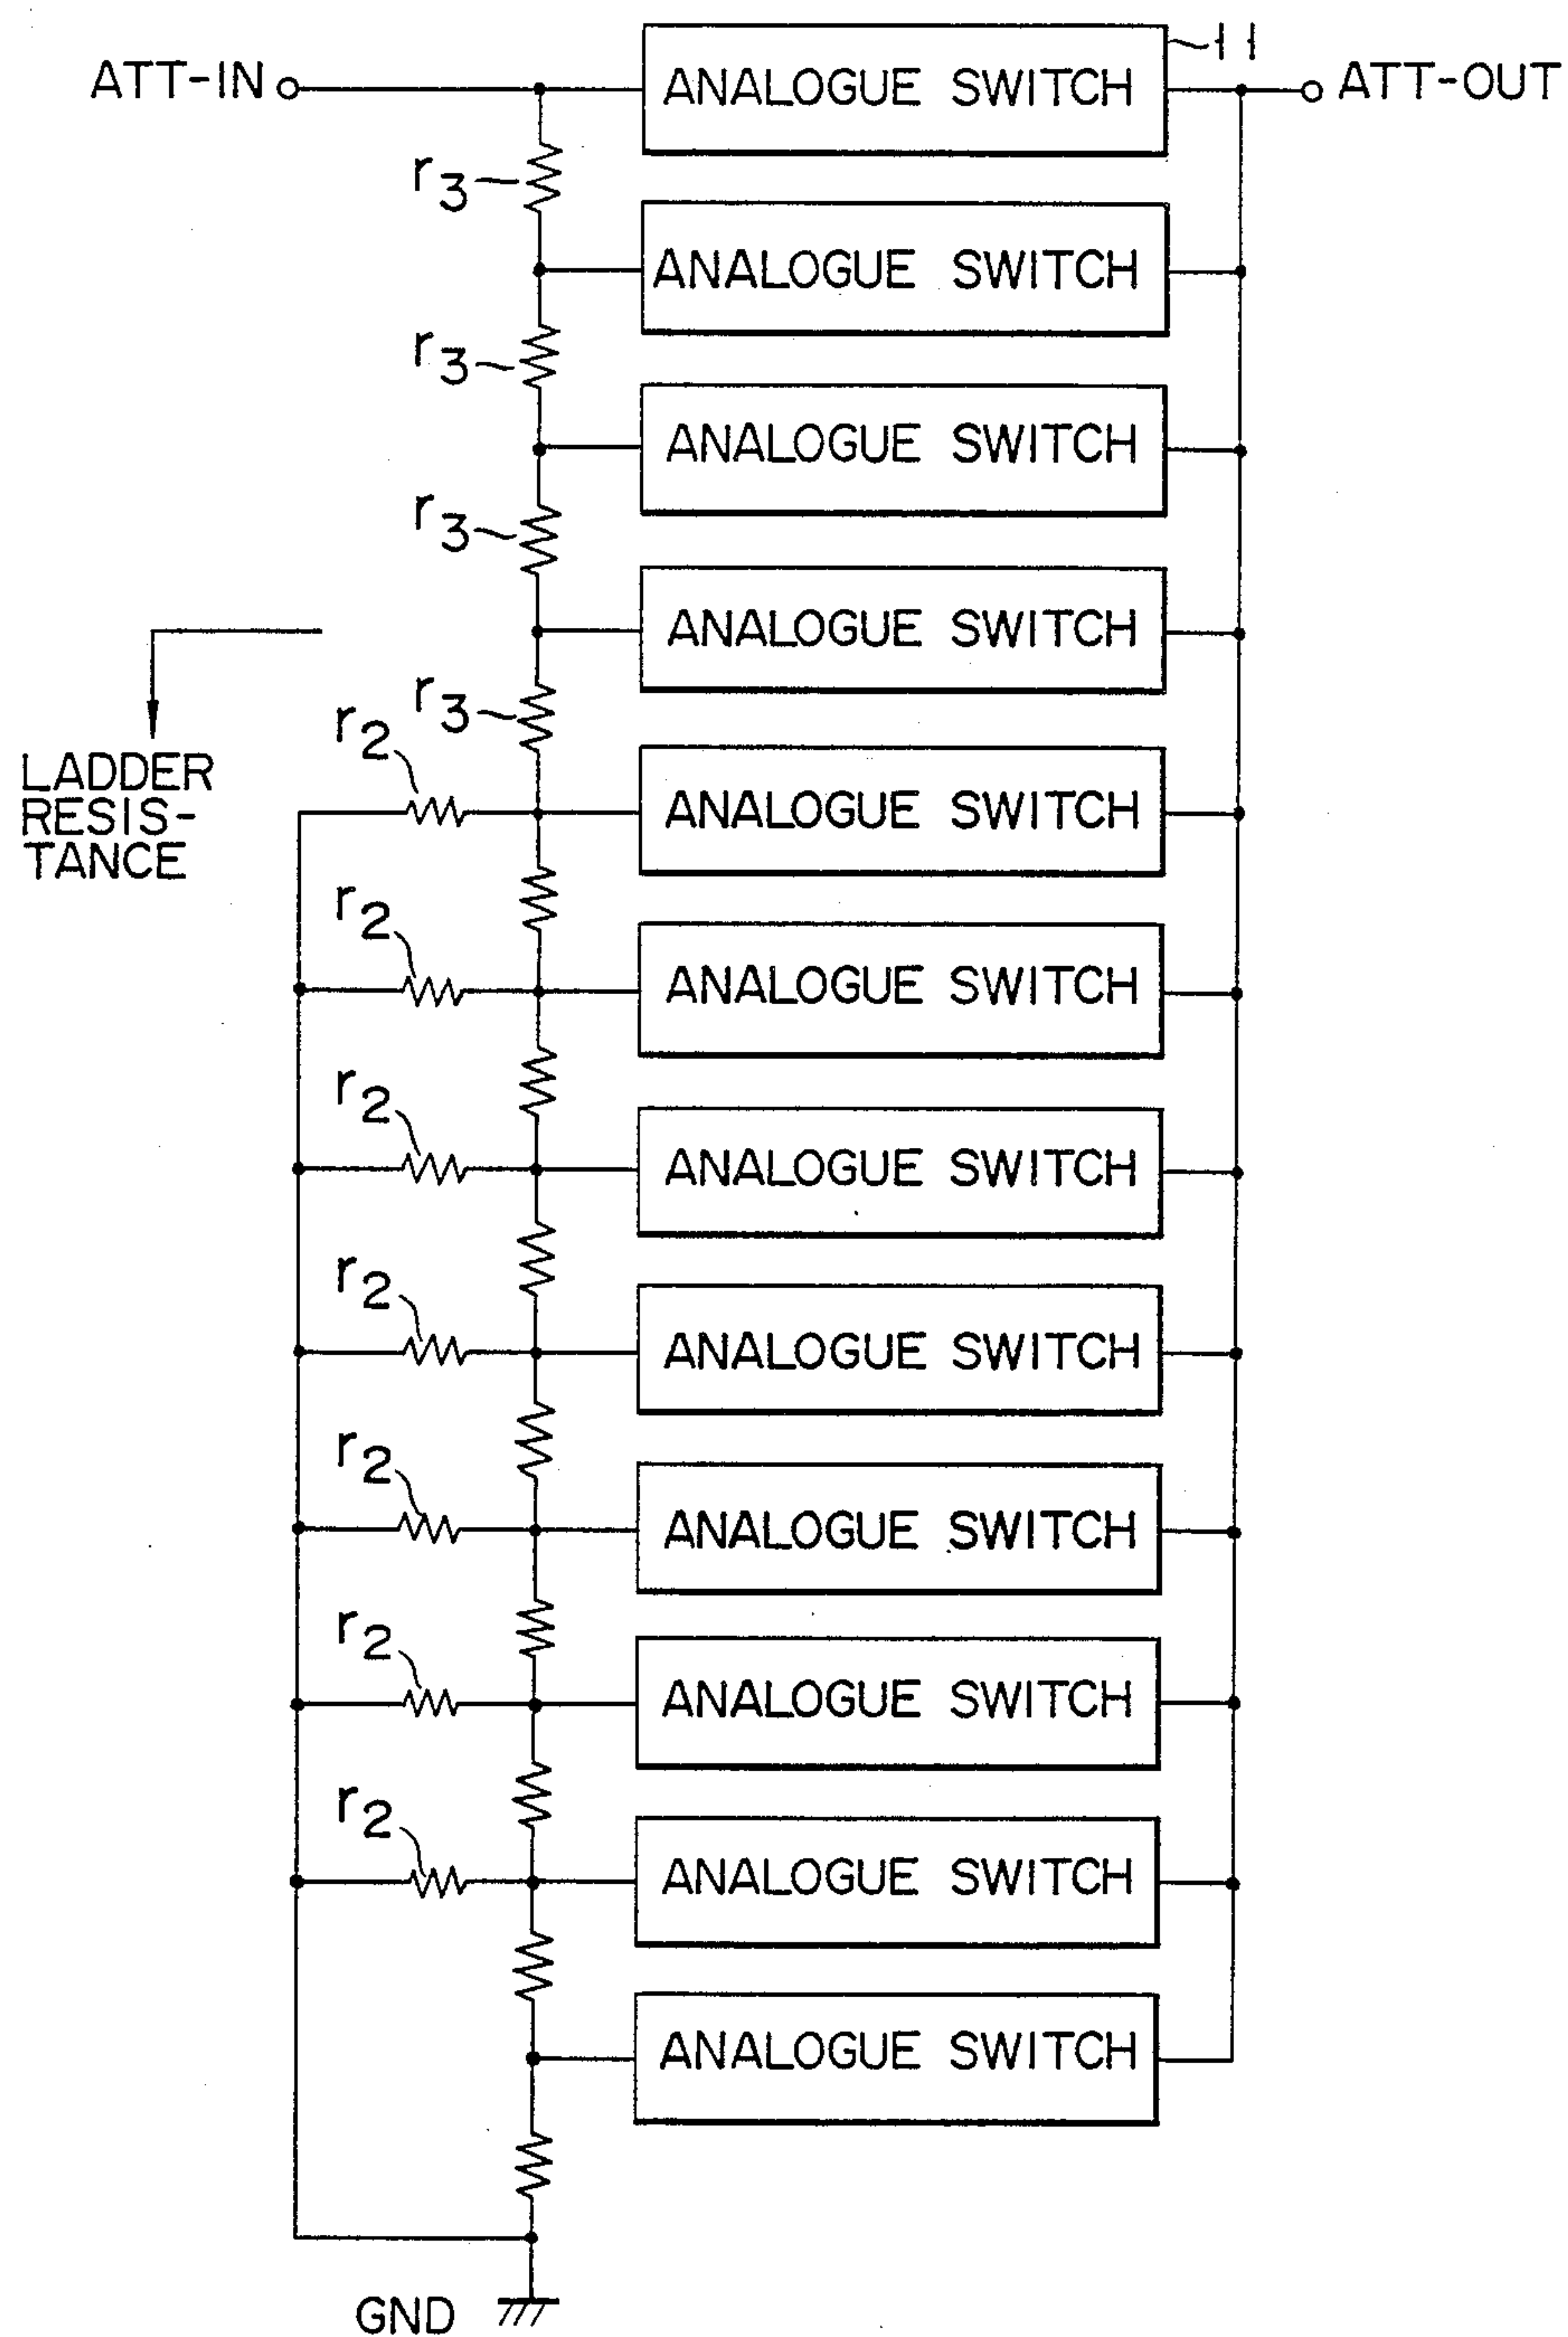 ATT-IN
ANALOGUE SWITCH
11
ATT-OUT
r3
ANALOGUE SWITCH
r3
ANALOGUE SWITCH
r3
ANALOGUE SWITCH
r3
LADDER
RESIS-
TANCE
r2
ANALOGUE SWITCH
r2
ANALOGUE SWITCH
r2
ANALOGUE SWITCH
r2
ANALOGUE SWITCH
r2
ANALOGUE SWITCH
r2
ANALOGUE SWITCH
r2
ANALOGUE SWITCH
ANALOGUE SWITCH
GND